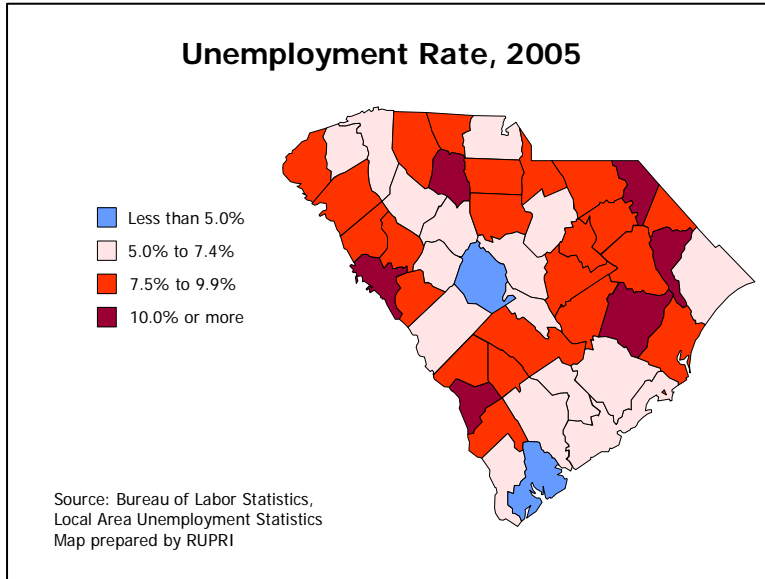 Unemployment Rate, 2005
Less than 5.0%
5.0% to 7.4%
7.5% to 9.9%
10.0% or more
Source: Bureau of Labor Statistics,
Local Area Unemployment Statistics
Map prepared by RUPRI